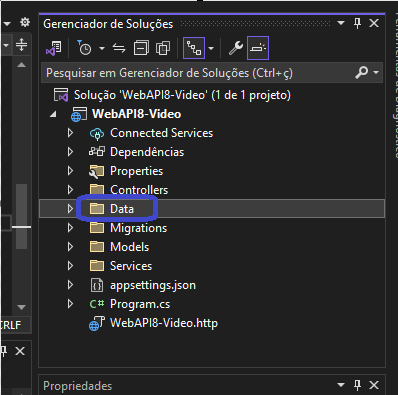 Gerenciador de Soluções
Pesquisar em Gerenciador de Soluções (Ctrl+ç)
Solução 'WebAPI8-Video' (1 de 1 projeto)
WebAPI8-Video
Connected Services
Dependências
Properties
Controllers
Data
Migrations
Models
Services
appsettings.json
C# Program.cs
WebAPI8-Video.http
CRLF
Propriedades